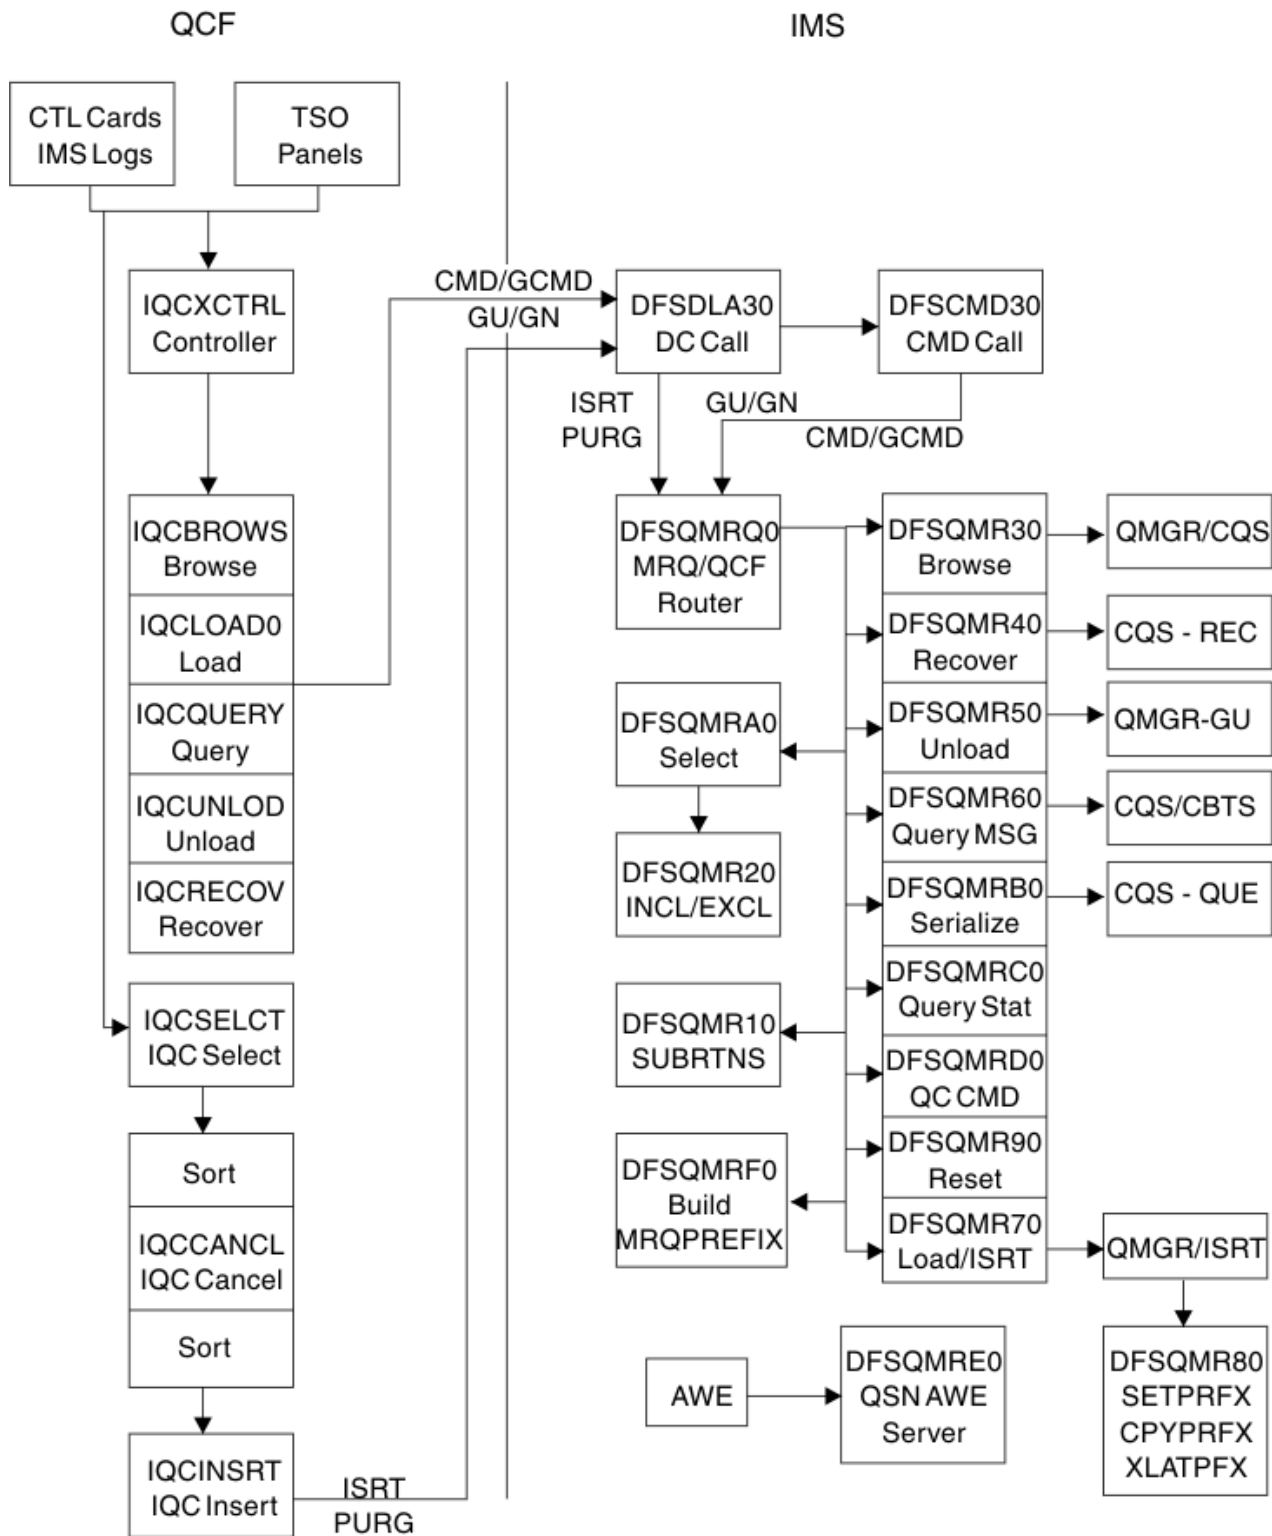 QCF
IMS
CTL Cards
IMS Logs
TSO
Panels
IQCXCTRL
Controller
CMD/GCMD
GU/GN
DFSDLA30
DC Call
DFSCMD30
CMD Call
ISRT
PURG
GU/GN
CMD/GCMD
IQCBROWS
Browse
IQCLOAD0
Load
IQCQUERY
Query
IQCUNLOD
Unload
IQCRECOV
Recover
IQCSELCT
IQC Select
Sort
IQCCANCL
IQC Cancel
Sort
IQCINSRT
IQC Insert
ISRT
PURG
DFSQMRQ0
MRQ/QCF
Router
DFSQMRA0
Select
DFSQMR20
INCL/EXCL
DFSQMR10
SUBRTNS
DFSQMRF0
Build
MRQPREFIX
DFSQMR30
Browse
DFSQMR40
Recover
DFSQMR50
Unload
DFSQMR60
Query MSG
DFSQMRB0
Serialize
DFSQMRC0
Query Stat
DFSQMRD0
QC CMD
DFSQMR90
Reset
DFSQMR70
Load/ISRT
QMGR/CQS
CQS - REC
QMGR-GU
CQS/CBTS
CQS - QUE
QMGR/ISRT
AWE
DFSQMRE0
QSN AWE
Server
DFSQMR80
SETPRFX
CPYPRFX
XLATPFX